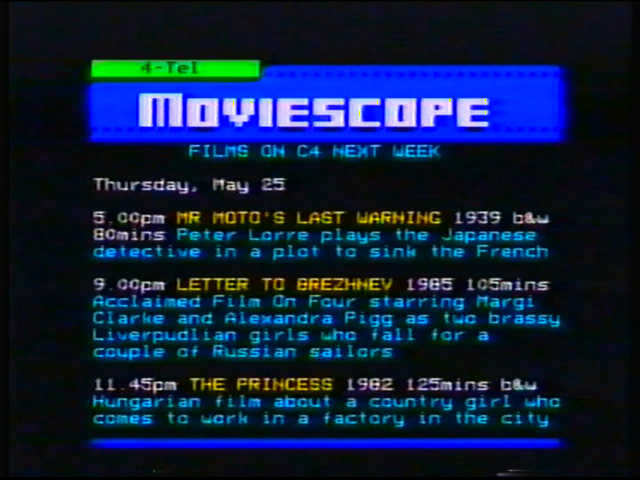 4-Tel
MOVIESCOPE
FILMS ON C4 NEXT WEEK
Thursday, May 25
5.00pm MR MOTO'S LAST WARNING 1939 b&w
80mins Peter Lorre plays the Japanese
detective in a plot to sink the French
9.00pm LETTER TO BREZHNEV 1985 105mins
Acclaimed Film On Four starring Margi
Clarke and Alexandra Pigg as two brassy
Liverpudlian girls who fall for a
couple of Russian sailors
11.45pm THE PRINCESS 1982 125mins b&w
Hungarian film about a country girl who
comes to work in a factory in the city